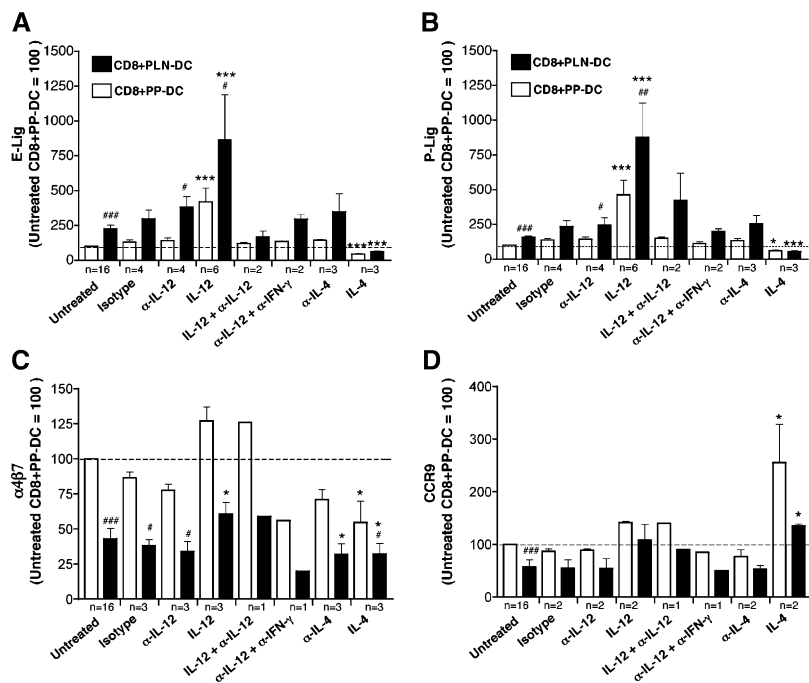 A
E-Lig
(Untreated CD8+PP-DC = 100 )
1500
1250
1000
750
500
250
0
CD8+PLN-DC
CD8+PP-DC
###
#
***
***
#
***
***
n=16
n=4
n=4
n=6
n=2
n=2
n=3
n=3
Untreated
Isotype
α-IL-12
IL-12
IL-12 + α-IL-12
α-IL-12 + α-IFN-γ
α-IL-4
IL-4
B
P-Lig
(Untreated CD8+PP-DC = 100 )
1500
1250
1000
750
500
250
0
CD8+PLN-DC
CD8+PP-DC
###
#
***
***
##
*
***
n=16
n=4
n=4
n=6
n=2
n=2
n=3
n=3
Untreated
Isotype
α-IL-12
IL-12
IL-12 + α-IL-12
α-IL-12 + α-IFN-γ
α-IL-4
IL-4
C
α4β7
(Untreated CD8+PP-DC = 100 )
150
125
100
75
50
25
0
###
#
#
*
*
*
*
#
n=16
n=3
n=3
n=3
n=1
n=1
n=3
n=3
Untreated
Isotype
α-IL-12
IL-12
IL-12 + α-IL-12
α-IL-12 + α-IFN-γ
α-IL-4
IL-4
D
CCR9
(Untreated CD8+PP-DC = 100 )
400
300
200
100
0
###
*
*
n=16
n=2
n=2
n=2
n=1
n=1
n=2
n=2
Untreated
Isotype
α-IL-12
IL-12
IL-12 + α-IL-12
α-IL-12 + α-IFN-γ
α-IL-4
IL-4